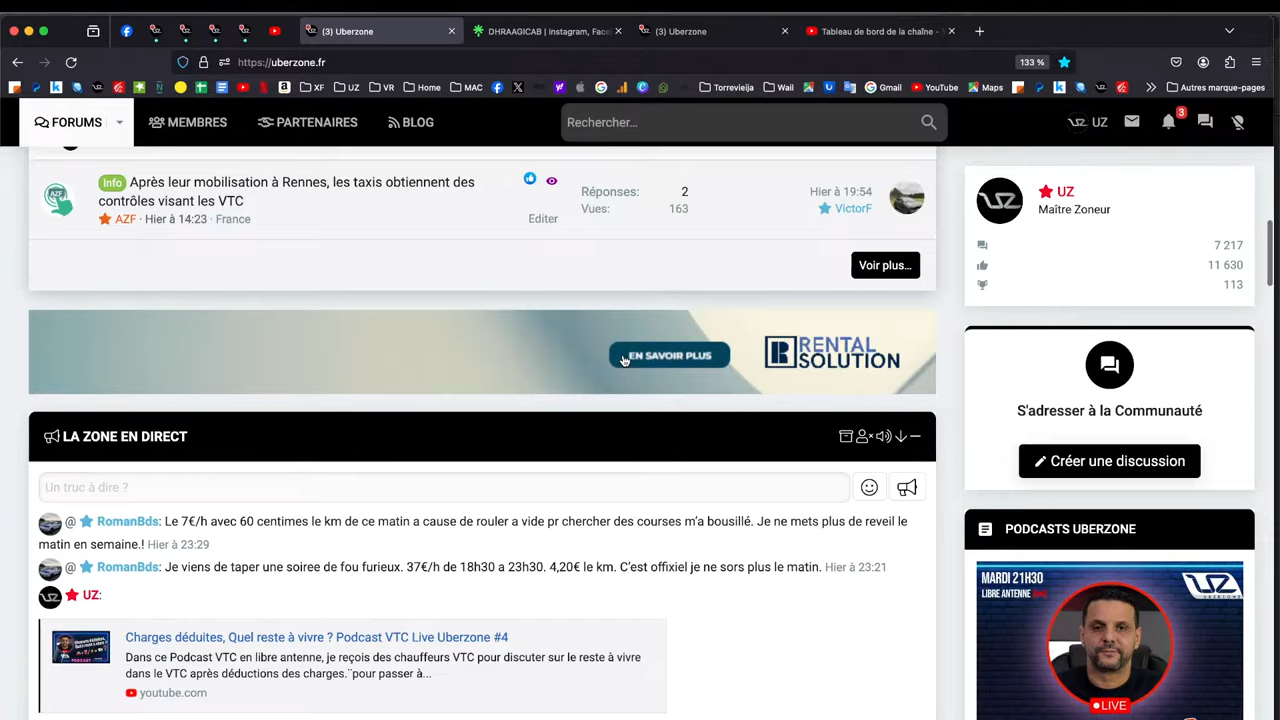 (3) Uberzone
DHRAAGICAB | Instagram, Face
(3) Uberzone
Tableau de bord de la chaîne -
https://uberzone.fr
133 %
XF
UZ
VR
Home
MAC
Torrevieja
Wail
Gmail
YouTube
Maps
Autres marque-pages
FORUMS
MEMBRES
PARTENAIRES
BLOG
Rechercher...
UZ
3
Info Après leur mobilisation à Rennes, les taxis obtiennent des
contrôles visant les VTC
AZF · Hier à 14:23 · France
Editer
Réponses: 2
Vues: 163
Hier à 19:54
VictorF
Voir plus...
EN SAVOIR PLUS
RENTAL
SOLUTION
LA ZONE EN DIRECT
Un truc à dire ?
@ RomanBds: Le 7€/h avec 60 centimes le km de ce matin a cause de rouler a vide pr chercher des courses m'a bousillé. Je ne mets plus de reveil le
matin en semaine.! Hier à 23:29
@ RomanBds: Je viens de taper une soiree de fou furieux. 37€/h de 18h30 a 23h30. 4,20€ le km. C'est offixiel je ne sors plus le matin. Hier à 23:21
UZ:
Charges déduites, Quel reste à vivre ? Podcast VTC Live Uberzone #4
Dans ce Podcast VTC en libre antenne, je reçois des chauffeurs VTC pour discuter sur le reste à vivre
dans le VTC après déductions des charges. ¨pour passer à...
youtube.com
UZ
Maître Zoneur
7 217
11 630
113
S'adresser à la Communauté
Créer une discussion
PODCASTS UBERZONE
MARDI 21H30
LIBRE ANTENNE
UBERZONE
LIVE